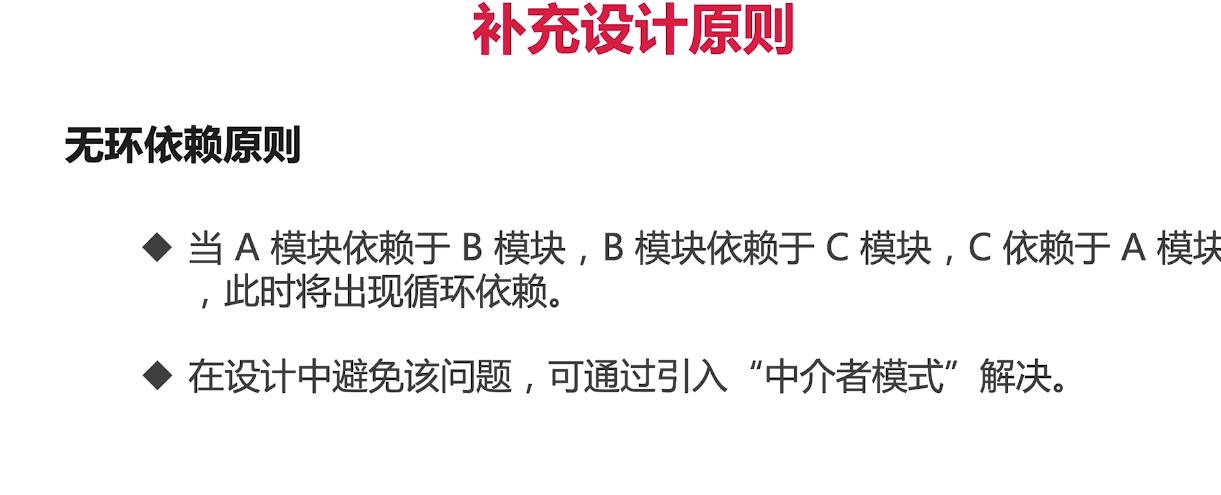 补充设计原则
无环依赖原则
◆ 当 A 模块依赖于 B 模块，B 模块依赖于 C 模块，C 依赖于 A 模块
，此时将出现循环依赖。
◆ 在设计中避免该问题，可通过引入“中介者模式”解决。